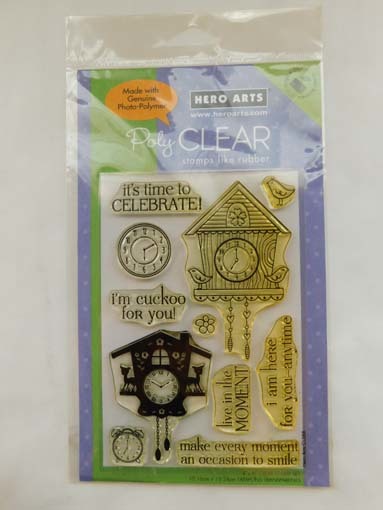 Made with
Genuine
Photo-Polymer
HERO ARTS
www.heroarts.com
Poly CLEAR™
stamps like rubber
it's time to
CELEBRATE!
i'm cuckoo
for you!
live in the
MOMENT
i am here
for you–anytime
make every moment
an occasion to smile